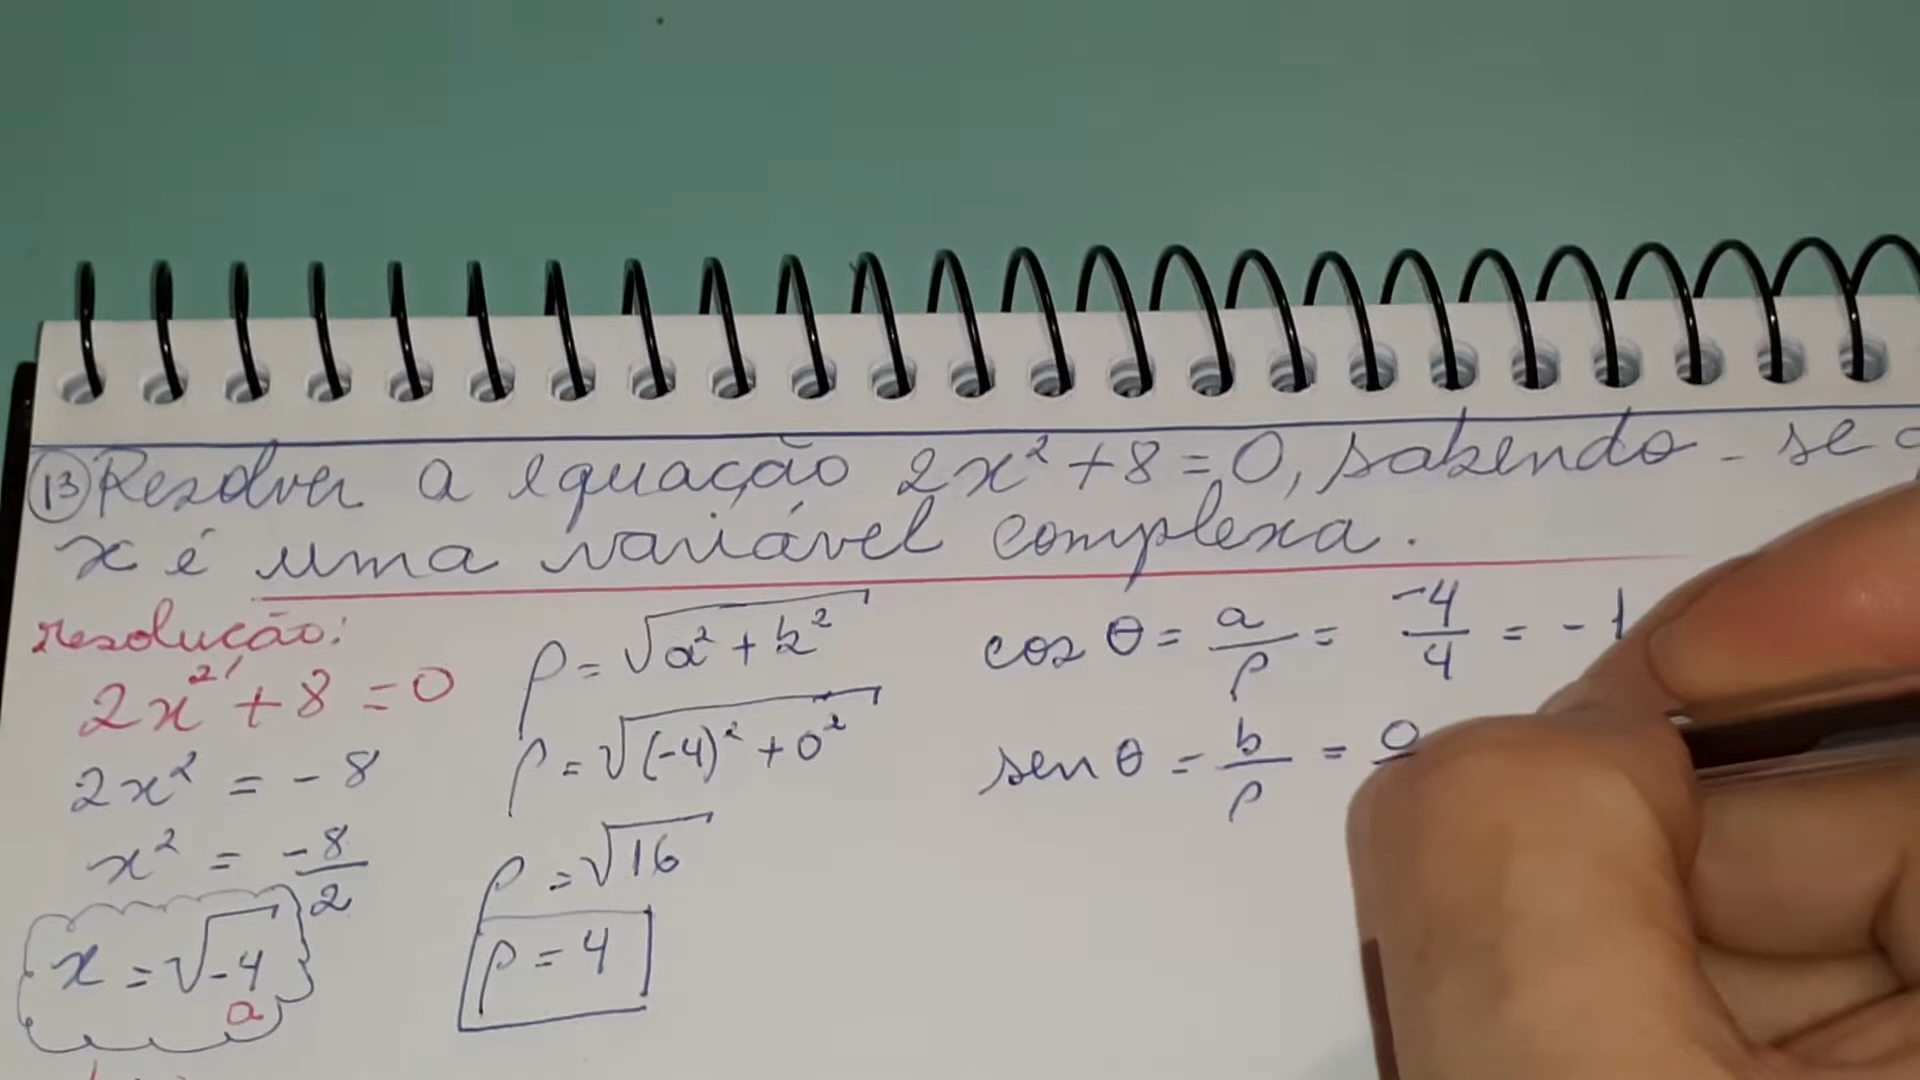 13 Resolver a equação 2x² + 8 = 0, sabendo-se
x é uma variável complexa.
resolução:
2x² + 8 = 0
2x² = -8
x² = -8/2
x = √-4
a
ρ = √a² + b²
ρ = √(-4)² + 0²
ρ = √16
ρ = 4
cos θ = a/ρ = -4/4 = -1
sen θ = b/ρ = 0